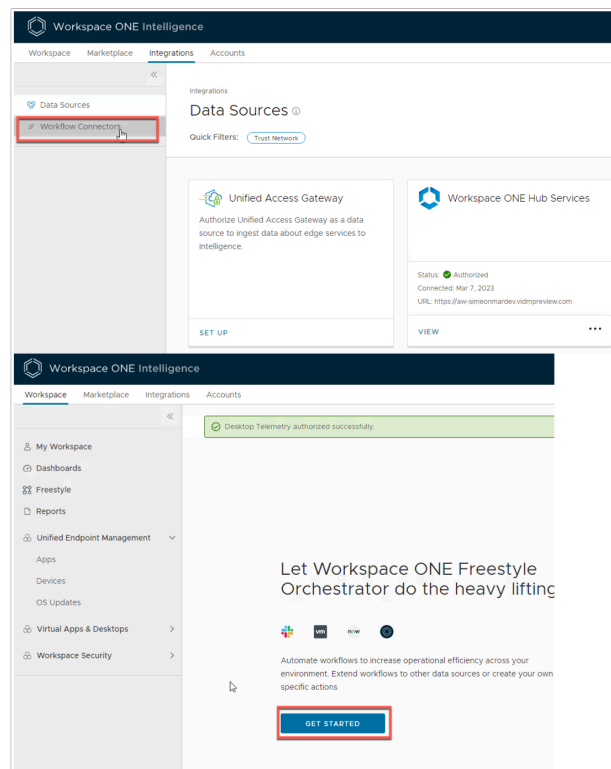 Workspace ONE Intelligence
Workspace Marketplace Integrations Accounts
«
Data Sources
Workflow Connectors
Integrations
Data Sources
Quick Filters: Trust Network
Unified Access Gateway
Authorize Unified Access Gateway as a data
source to ingest data about edge services to
Intelligence.
SET UP
Workspace ONE Hub Services
Status: Authorized
Connected: Mar 7, 2023
URL: https://aw-simeonmardev.vidmpreview.com
VIEW
Workspace ONE Intelligence
Workspace Marketplace Integrations Accounts
«
Desktop Telemetry authorized successfully.
My Workspace
Dashboards
Freestyle
Reports
Unified Endpoint Management
Apps
Devices
OS Updates
Virtual Apps & Desktops
Workspace Security
Let Workspace ONE Freestyle
Orchestrator do the heavy lifting
vm now
Automate workflows to increase operational efficiency across your
environment. Extend workflows to other data sources or create your own
specific actions
GET STARTED